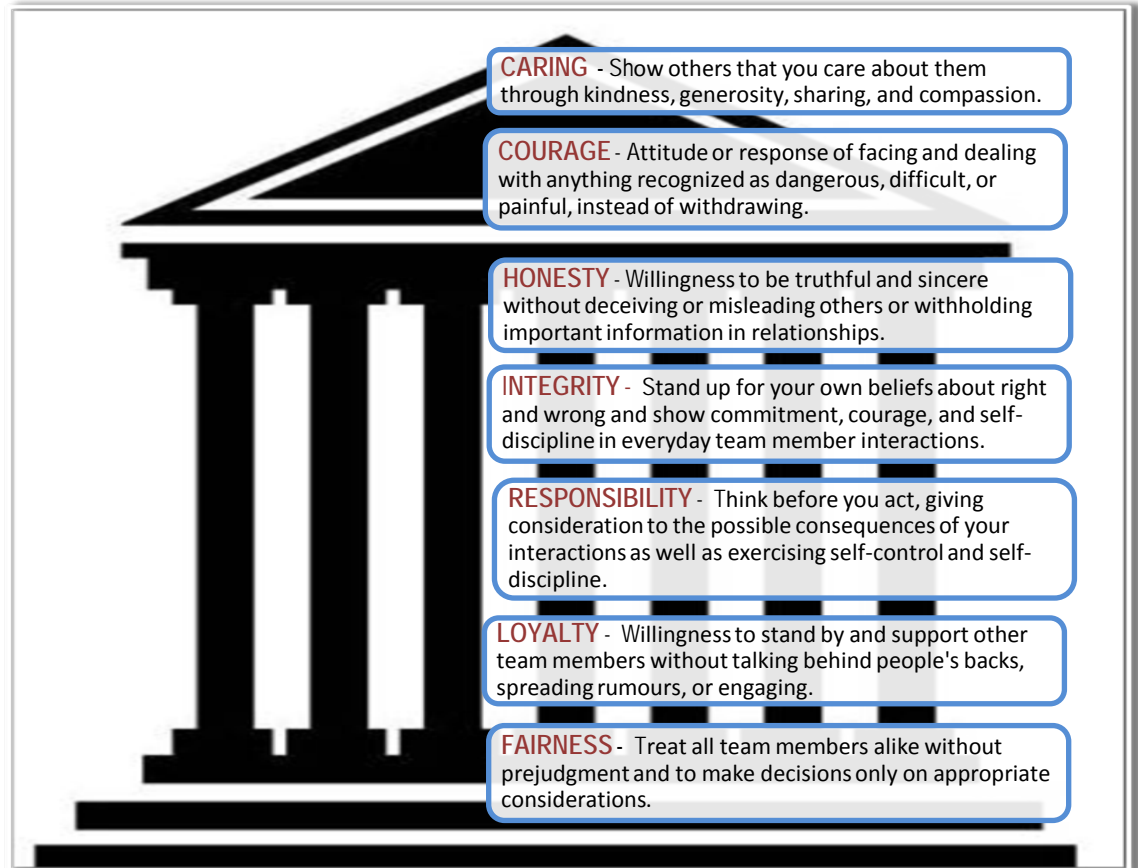 CARING - Show others that you care about them
through kindness, generosity, sharing, and compassion.
COURAGE - Attitude or response of facing and dealing
with anything recognized as dangerous, difficult, or
painful, instead of withdrawing.
HONESTY - Willingness to be truthful and sincere
without deceiving or misleading others or withholding
important information in relationships.
INTEGRITY - Stand up for your own beliefs about right
and wrong and show commitment, courage, and self-
discipline in everyday team member interactions.
RESPONSIBILITY - Think before you act, giving
consideration to the possible consequences of your
interactions as well as exercising self-control and self-
discipline.
LOYALTY - Willingness to stand by and support other
team members without talking behind people's backs,
spreading rumours, or engaging.
FAIRNESS - Treat all team members alike without
prejudgment and to make decisions only on appropriate
considerations.